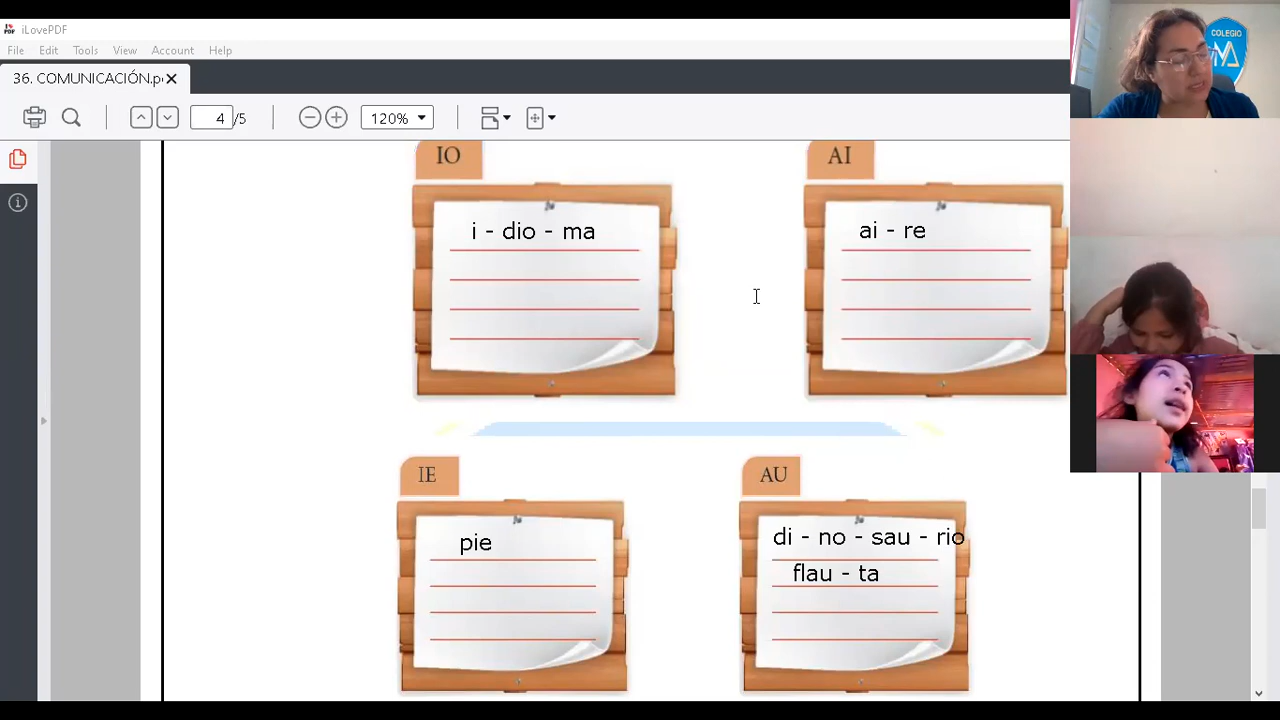 iLovePDF
File Edit Tools View Account Help
36. COMUNICACIÓN.p
4 /5 120%
IO
i - dio - ma
AI
ai - re
IE
pie
AU
di - no - sau - rio
flau - ta
COLEGIO